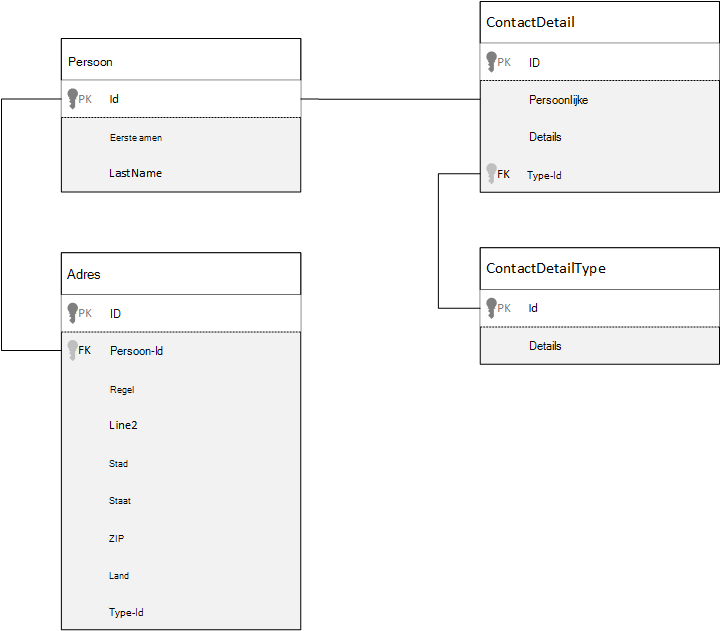 Persoon
PK Id
Eerste amen
LastName
ContactDetail
PK ID
Persoonlijke
Details
FK Type-Id
Adres
PK ID
FK Persoon-Id
Regel
Line2
Stad
Staat
ZIP
Land
Type-Id
ContactDetailType
PK Id
Details